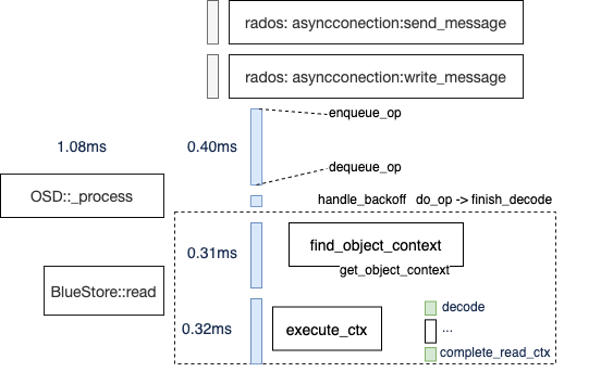 rados: asyncconection:send_message
rados: asyncconection:write_message
enqueue_op
1.08ms
0.40ms
dequeue_op
OSD::_process
handle_backoff do_op -> finish_decode
find_object_context
0.31ms
get_object_context
BlueStore::read
decode
0.32ms
execute_ctx
...
complete_read_ctx